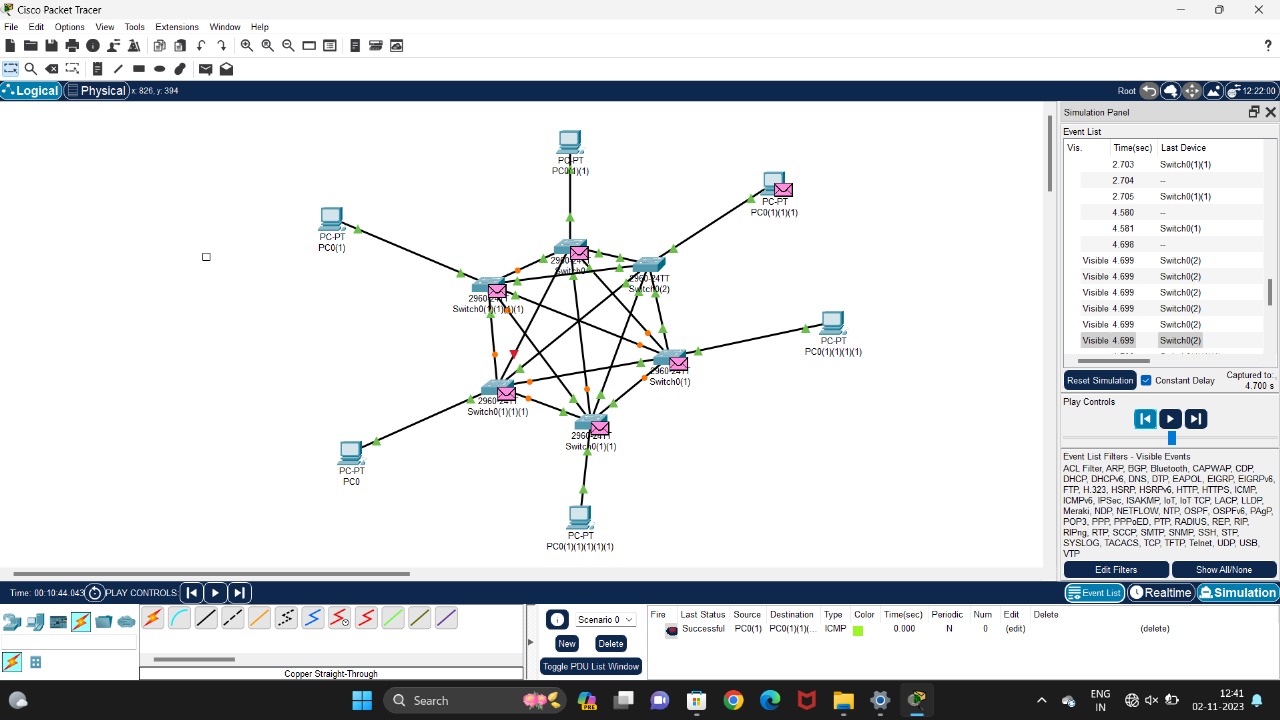 Cisco Packet Tracer
File Edit Options View Tools Extensions Window Help
?
Logical Physical x: 826, y: 394 Root 12:22:00
Simulation Panel
Event List
Vis. Time(sec) Last Device
2.703 Switch0(1)(1)
2.704 --
2.705 Switch0(1)(1)
4.580 --
4.581 Switch0(1)
4.698 --
Visible 4.699 Switch0(2)
Visible 4.699 Switch0(2)
Visible 4.699 Switch0(2)
Visible 4.699 Switch0(2)
Visible 4.699 Switch0(2)
Visible 4.699 Switch0(2)
Reset Simulation Constant Delay Captured to:
4.700 s
Play Controls
Event List Filters - Visible Events
ACL Filter, ARP, BGP, Bluetooth, CAPWAP, CDP,
DHCP, DHCPv6, DNS, DTP, EAPOL, EIGRP, EIGRPv6,
FTP, H.323, HSRP, HSRPv6, HTTP, HTTPS, ICMP,
ICMPv6, IPSec, ISAKMP, IoT, IoT TCP, LACP, LLDP,
Meraki, NDP, NETFLOW, NTP, OSPF, OSPFv6, PAgP,
POP3, PPP, PPPoED, PTP, RADIUS, REP, RIP,
RIPng, RTP, SCCP, SMTP, SNMP, SSH, STP,
SYSLOG, TACACS, TCP, TFTP, Telnet, UDP, USB,
VTP
Edit Filters Show All/None
PC-PT
PC0(1)(1)
PC-PT
PC0(1)(1)(1)
PC-PT
PC0(1)
2960-24TT
Switch0
2960-24TT
Switch0(2)
2960-24TT
Switch0(1)(1)(1)(1)
PC-PT
PC0(1)(1)(1)(1)
2960-24TT
Switch0(1)
2960-24TT
Switch0(1)(1)(1)
2960-24TT
Switch0(1)(1)
PC-PT
PC0
PC-PT
PC0(1)(1)(1)(1)(1)
Time: 00:10:44.043 PLAY CONTROLS: Event List Realtime Simulation
Scenario 0
New Delete
Toggle PDU List Window
Copper Straight-Through
Fire Last Status Source Destination Type Color Time(sec) Periodic Num Edit Delete
Successful PC0(1) PC0(1)(1)(... ICMP 0.000 N 0 (edit) (delete)
Search
PRE
ENG
IN
12:41
02-11-2023